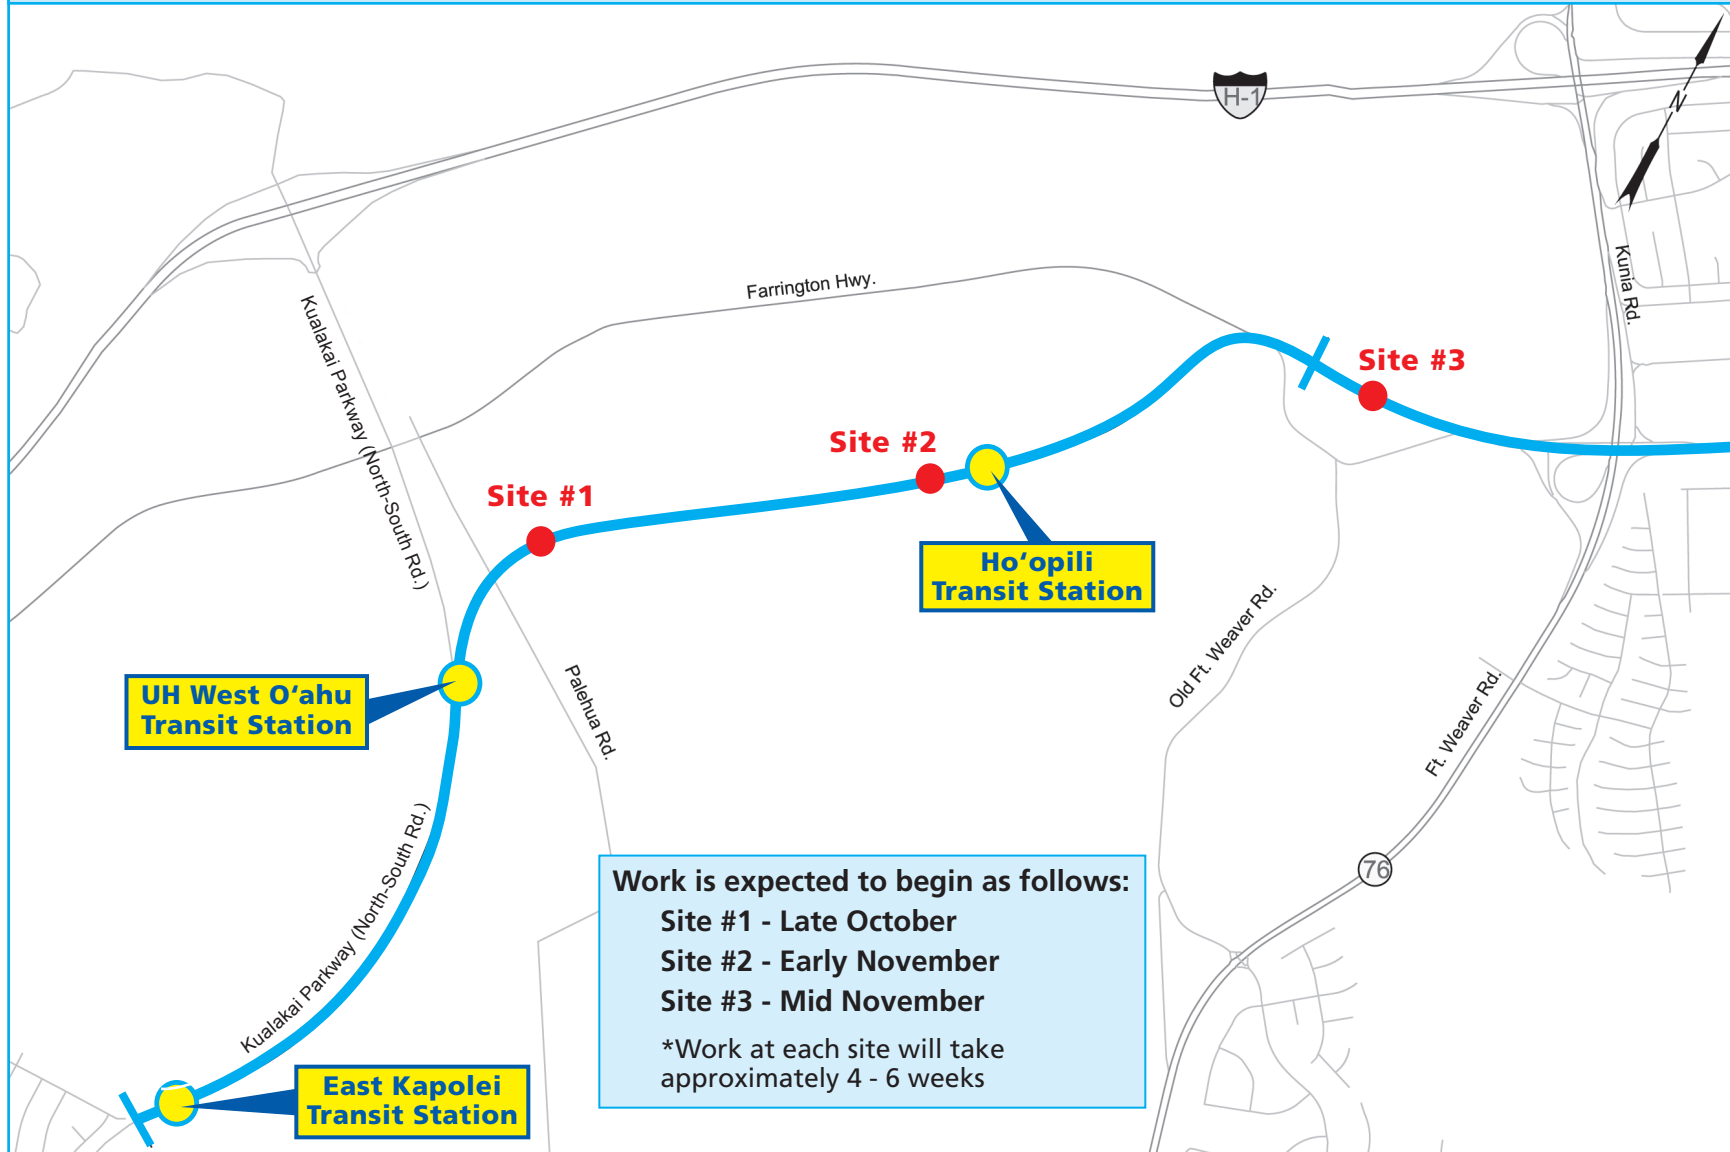 H-1
N
Kunia Rd.
Farrington Hwy.
Kualakai Parkway (North-South Rd.)
Site #3
Site #2
Site #1
Hoʻopili
Transit Station
Old Ft. Weaver Rd.
UH West Oʻahu
Transit Station
Palehua Rd.
Ft. Weaver Rd.
Kualakai Parkway (North-South Rd.)
76
Work is expected to begin as follows:
Site #1 - Late October
Site #2 - Early November
Site #3 - Mid November
*Work at each site will take
approximately 4 - 6 weeks
East Kapolei
Transit Station